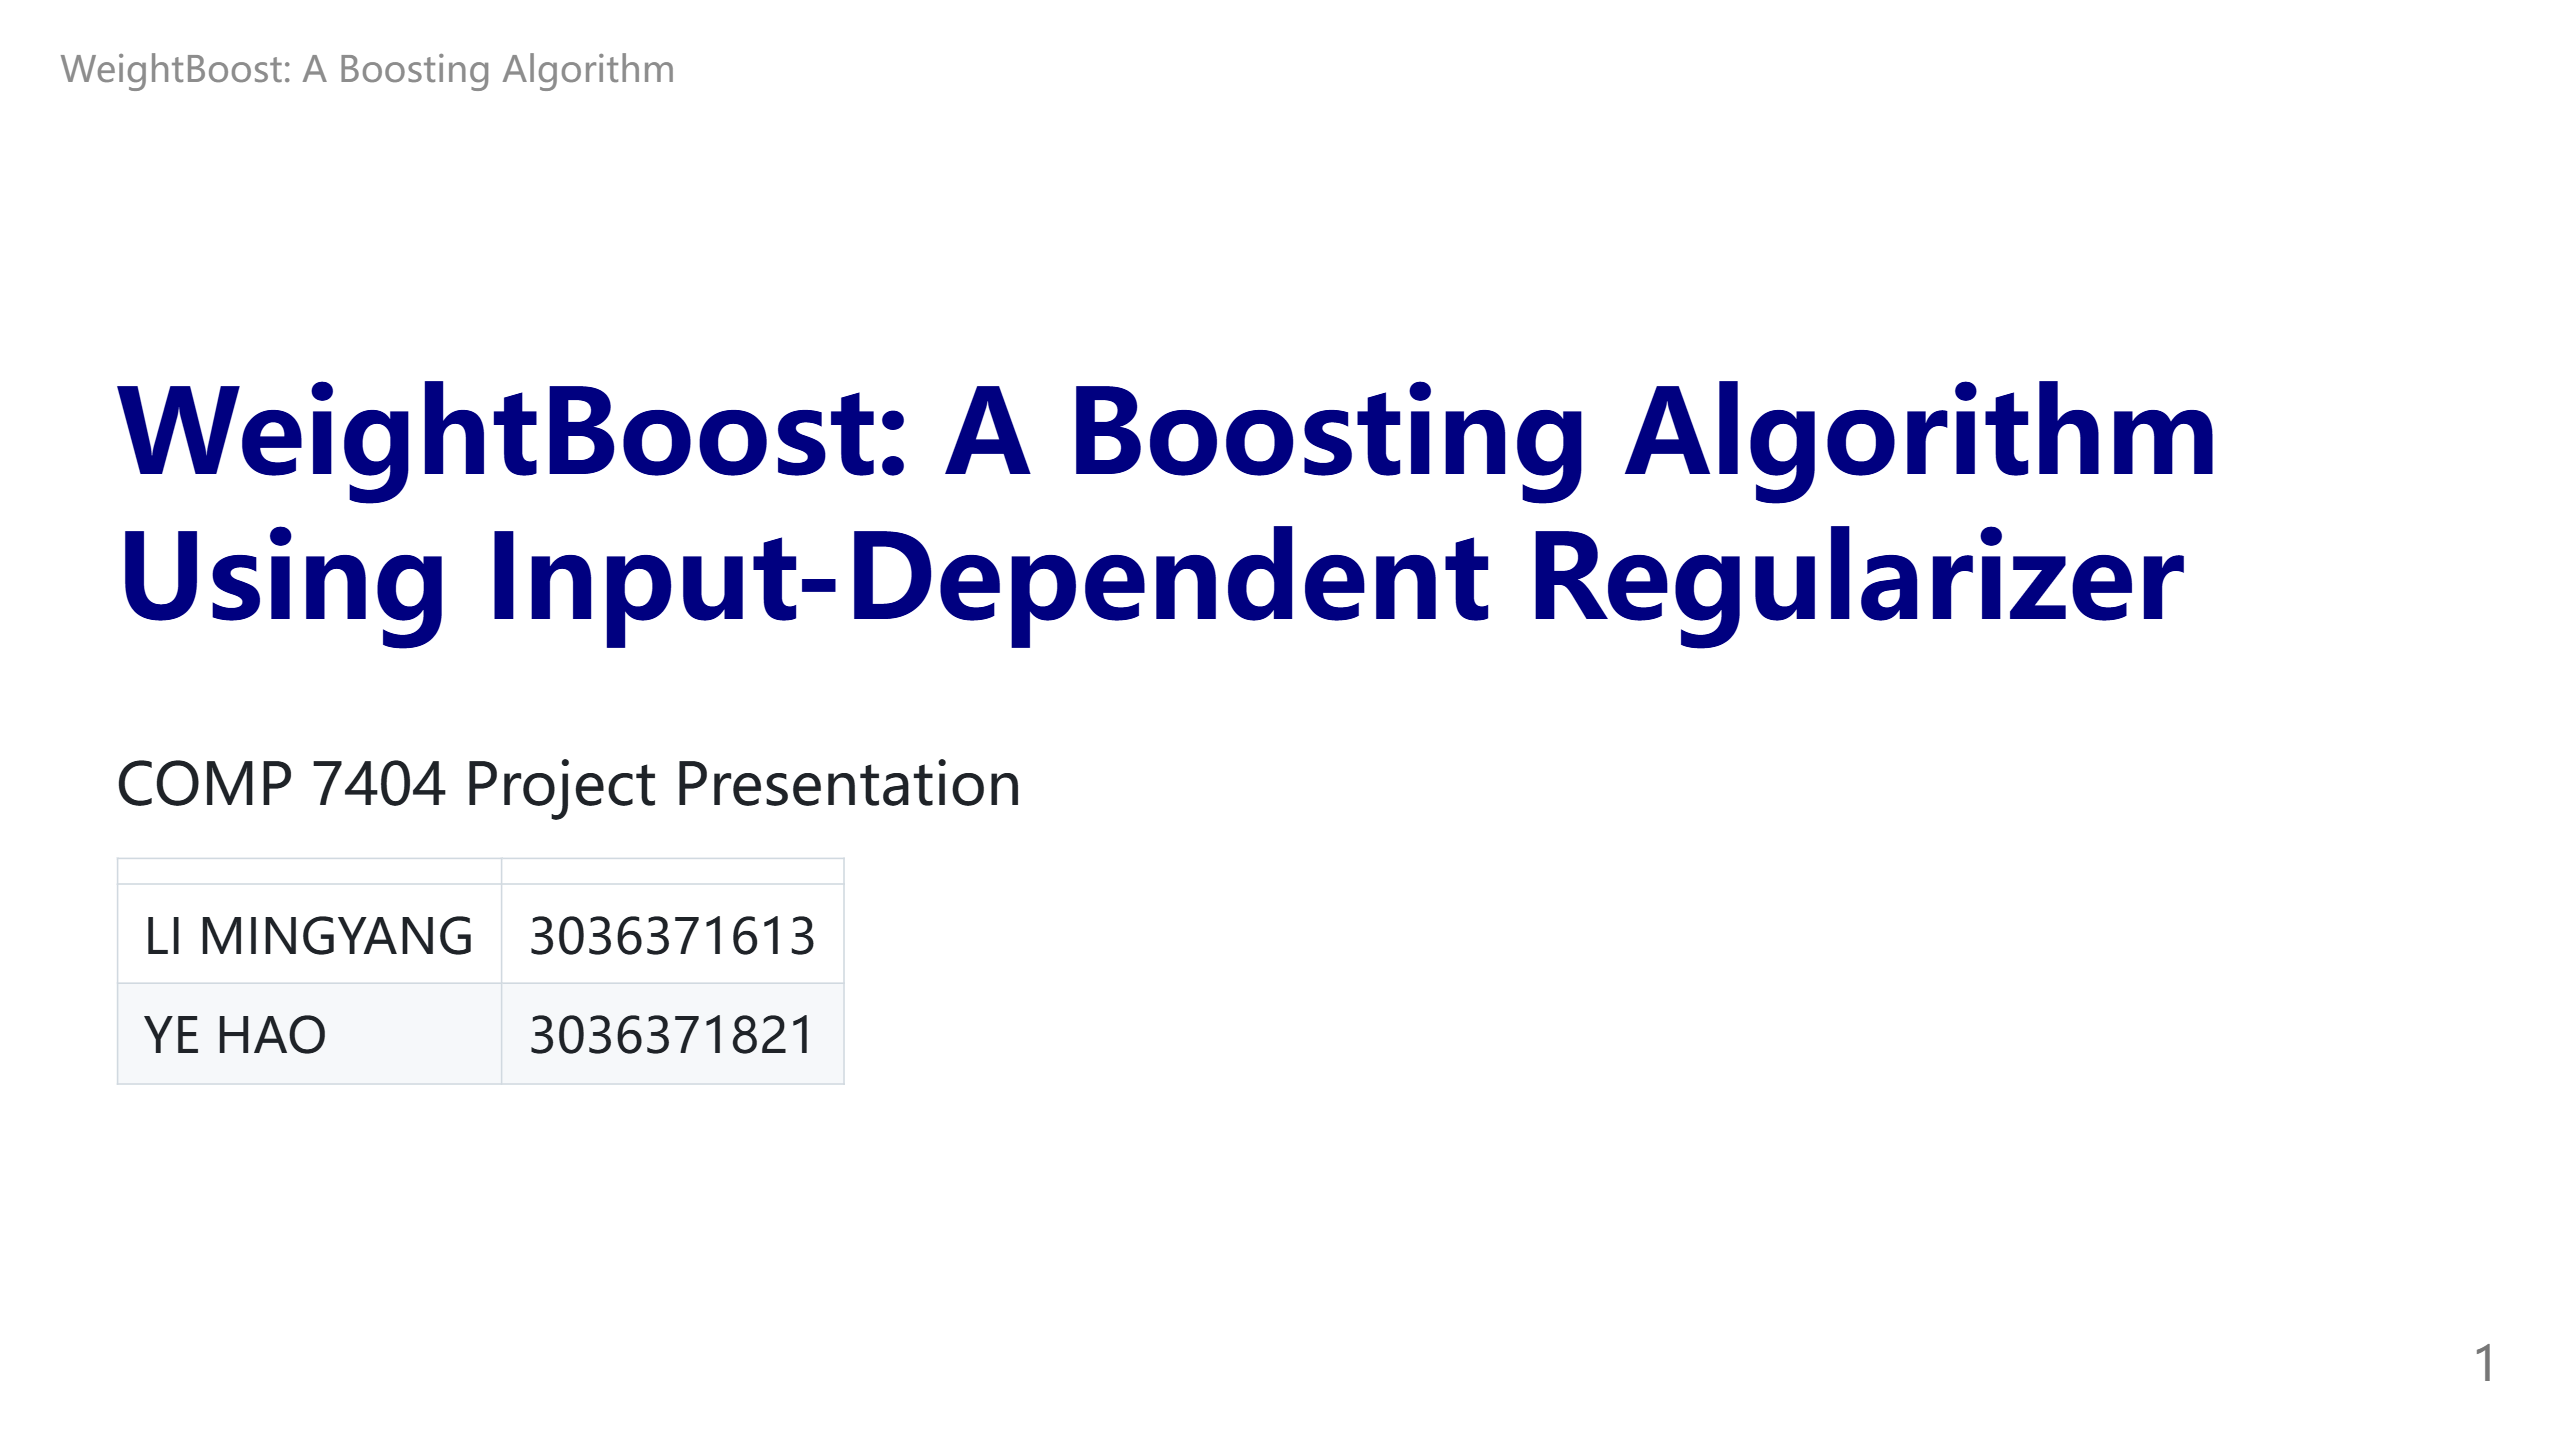 WeightBoost: A Boosting Algorithm
WeightBoost: A Boosting Algorithm
Using Input-Dependent Regularizer
COMP 7404 Project Presentation
LI MINGYANG 3036371613
YE HAO 3036371821
1